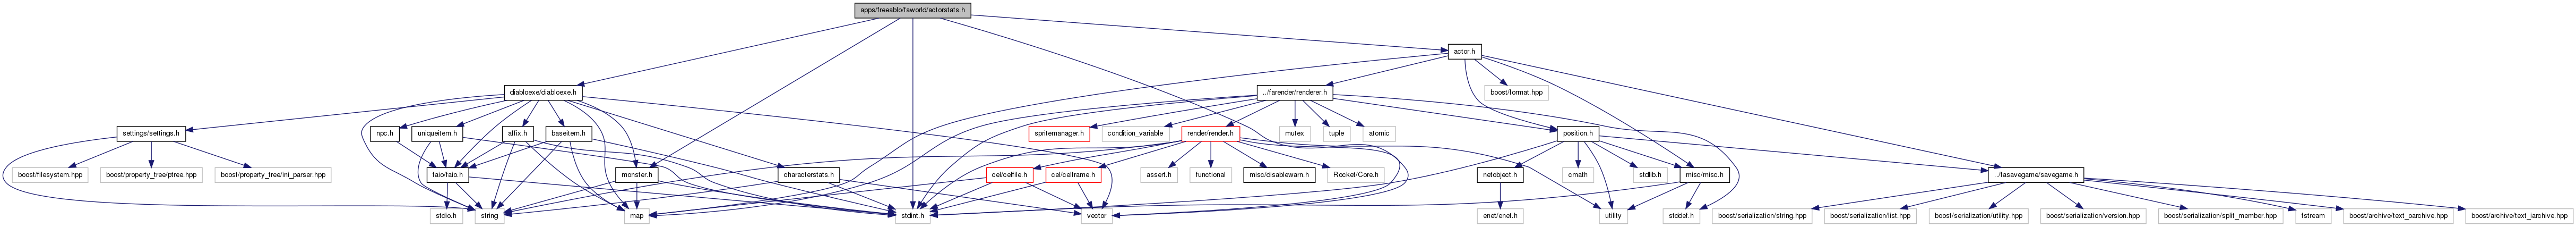 apps/freeablo/faworld/actorstats.h
actor.h
diabloexe/diabloexe.h
../farender/renderer.h
boost/format.hpp
settings/settings.h
npc.h
uniqueitem.h
affix.h
baseitem.h
spritemanager.h
condition_variable
render/render.h
mutex
tuple
atomic
position.h
boost/filesystem.hpp
boost/property_tree/ptree.hpp
boost/property_tree/ini_parser.hpp
faio/faio.h
monster.h
characterstats.h
cel/celfile.h
cel/celframe.h
assert.h
functional
misc/disablewarn.h
Rocket/Core.h
netobject.h
cmath
stdlib.h
misc/misc.h
../fasavegame/savegame.h
stdio.h
string
map
stdint.h
vector
enet/enet.h
utility
stddef.h
boost/serialization/string.hpp
boost/serialization/list.hpp
boost/serialization/utility.hpp
boost/serialization/version.hpp
boost/serialization/split_member.hpp
fstream
boost/archive/text_oarchive.hpp
boost/archive/text_iarchive.hpp